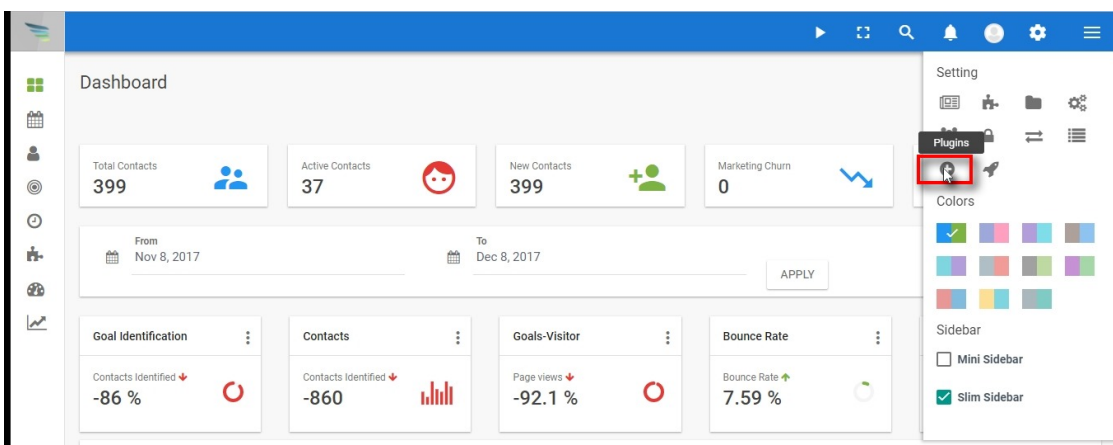 Dashboard
Setting
Plugins
Total Contacts
399
Active Contacts
37
New Contacts
399
Marketing Churn
0
Colors
From
Nov 8, 2017
To
Dec 8, 2017
APPLY
Goal Identification
Contacts
Goals-Visitor
Bounce Rate
Contacts Identified
-86 %
Contacts Identified
-860
Page views
-92.1 %
Bounce Rate
7.59 %
Sidebar
Mini Sidebar
Slim Sidebar